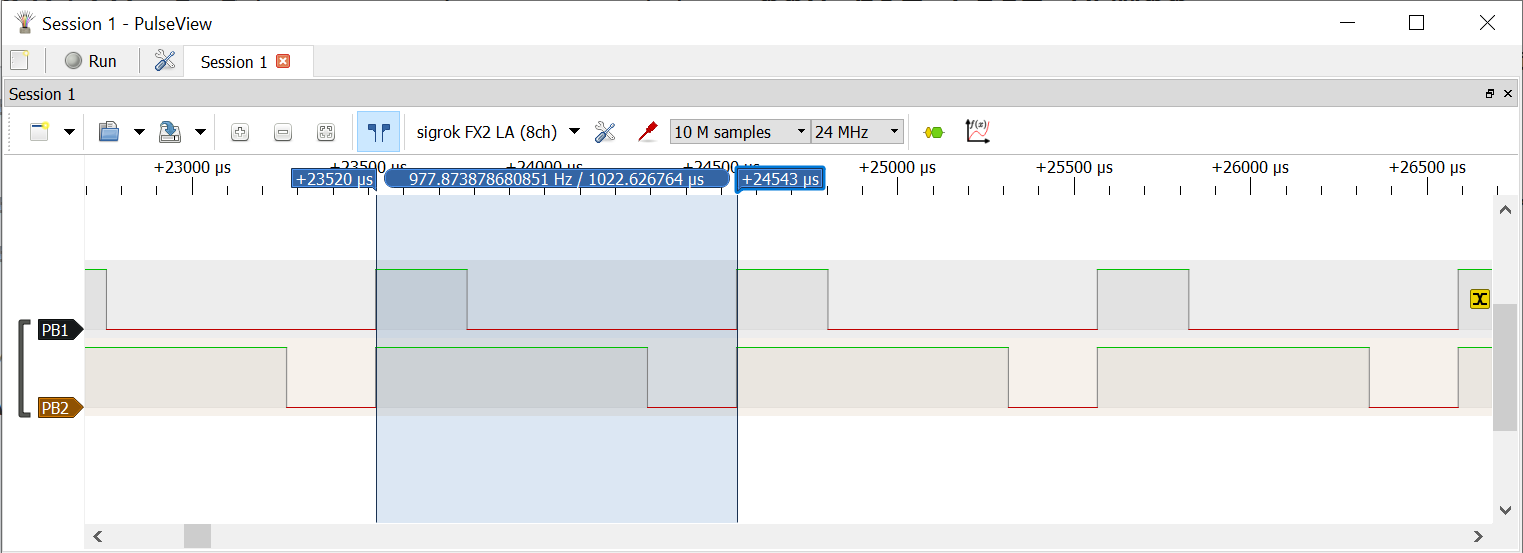 Session 1 - PulseView
Run
Session 1
Session 1
sigrok FX2 LA (8ch)
10 M samples
24 MHz
f(x)
+23000 µs +23500 µs +24000 µs +24500 µs +25000 µs +25500 µs +26000 µs +26500 µs
+23520 µs 977.873878680851 Hz / 1022.626764 µs +24543 µs
PB1
PB2